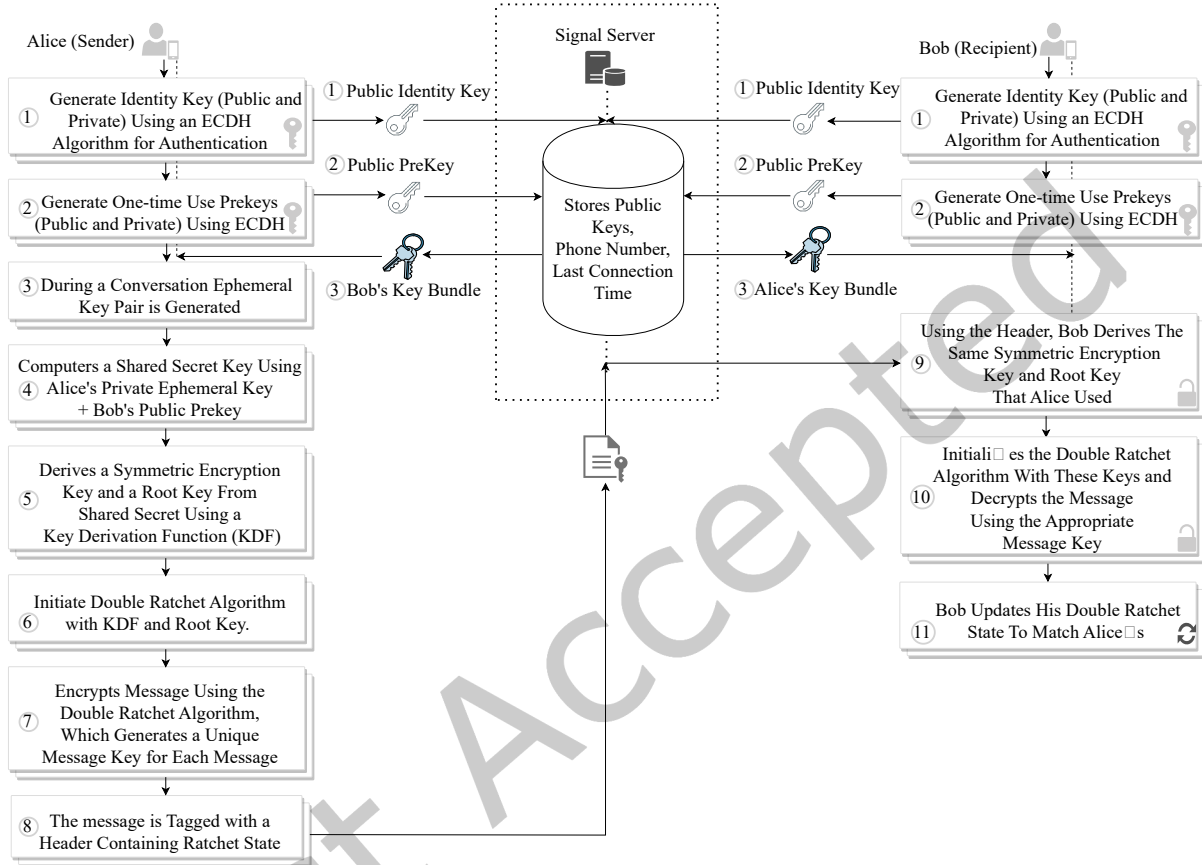 Alice (Sender)
Signal Server
Bob (Recipient)
1
Generate Identity Key (Public and
Private) Using an ECDH
Algorithm for Authentication
1 Public Identity Key
1 Public Identity Key
1
Generate Identity Key (Public and
Private) Using an ECDH
Algorithm for Authentication
2
Generate One-time Use Prekeys
(Public and Private) Using ECDH
2 Public PreKey
2 Public PreKey
2
Generate One-time Use Prekeys
(Public and Private) Using ECDH
Stores Public
Keys,
Phone Number,
Last Connection
Time
3 Bob's Key Bundle
3 Alice's Key Bundle
3
During a Conversation Ephemeral
Key Pair is Generated
4
Computers a Shared Secret Key Using
Alice's Private Ephemeral Key
+ Bob's Public Prekey
5
Derives a Symmetric Encryption
Key and a Root Key From
Shared Secret Using a
Key Derivation Function (KDF)
6
Initiate Double Ratchet Algorithm
with KDF and Root Key.
7
Encrypts Message Using the
Double Ratchet Algorithm,
Which Generates a Unique
Message Key for Each Message
8
The message is Tagged with a
Header Containing Ratchet State
9
Using the Header, Bob Derives The
Same Symmetric Encryption
Key and Root Key
That Alice Used
10
Initiali□ es the Double Ratchet
Algorithm With These Keys and
Decrypts the Message
Using the Appropriate
Message Key
11
Bob Updates His Double Ratchet
State To Match Alice□s
Accepted